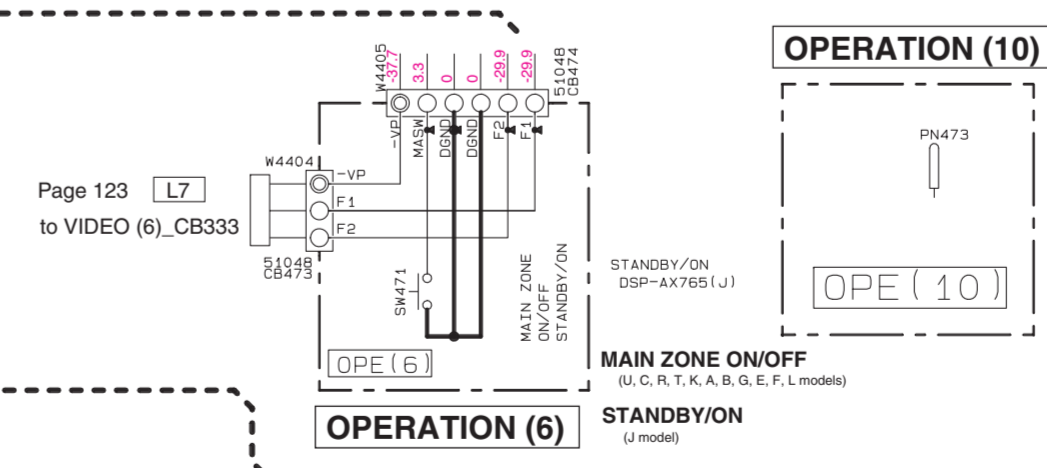 OPERATION (10)
W4405
-37.7
3.3
0
0
-29.9
-29.9
51048
CB474
-VP
MASW
DGND
DGND
F2
F1
PN473
W4404
-VP
F1
F2
Page 123 L7
to VIDEO (6)_CB333
51048
CB473
SW471
MAIN ZONE
ON/OFF
STANDBY/ON
STANDBY/ON
DSP-AX765(J)
OPE(10)
OPE(6)
MAIN ZONE ON/OFF
(U, C, R, T, K, A, B, G, E, F, L models)
OPERATION (6)
STANDBY/ON
(J model)